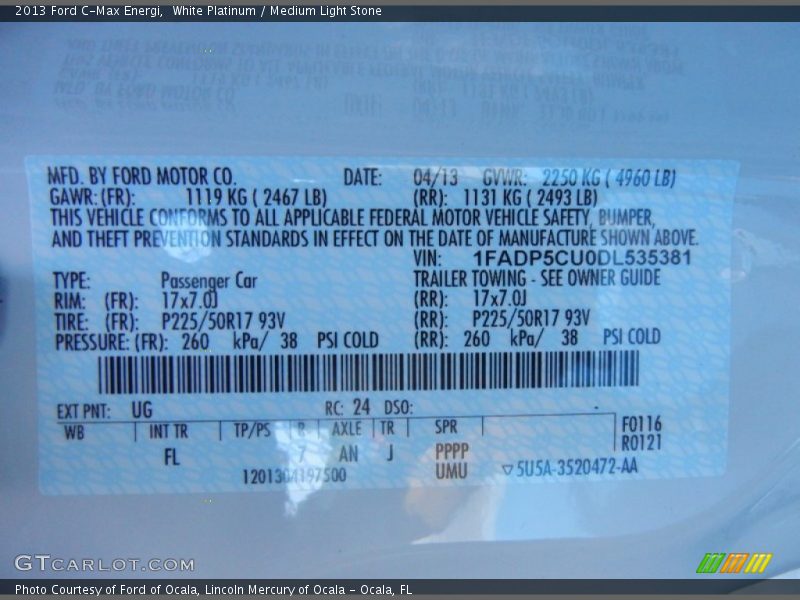 2013 Ford C-Max Energi, White Platinum / Medium Light Stone
MFD. BY FORD MOTOR CO. DATE: 04/13 GVWR: 2250 KG ( 4960 LB)
GAWR: (FR): 1119 KG ( 2467 LB) (RR): 1131 KG ( 2493 LB)
THIS VEHICLE CONFORMS TO ALL APPLICABLE FEDERAL MOTOR VEHICLE SAFETY, BUMPER,
AND THEFT PREVENTION STANDARDS IN EFFECT ON THE DATE OF MANUFACTURE SHOWN ABOVE.
VIN: 1FADP5CU0DL535381
TYPE: Passenger Car TRAILER TOWING - SEE OWNER GUIDE
RIM: (FR): 17x7.0J (RR): 17x7.0J
TIRE: (FR): P225/50R17 93V (RR): P225/50R17 93V
PRESSURE: (FR): 260 kPa/ 38 PSI COLD (RR): 260 kPa/ 38 PSI COLD
EXT PNT: UG RC: 24 DSO:
WB INT TR TP/PS R AXLE TR SPR F0116
R0121
FL 7 AN J PPPP
UMU
1201304197500 ▽5U5A-3520472-AA
GTCARLOT.COM
Photo Courtesy of Ford of Ocala, Lincoln Mercury of Ocala - Ocala, FL